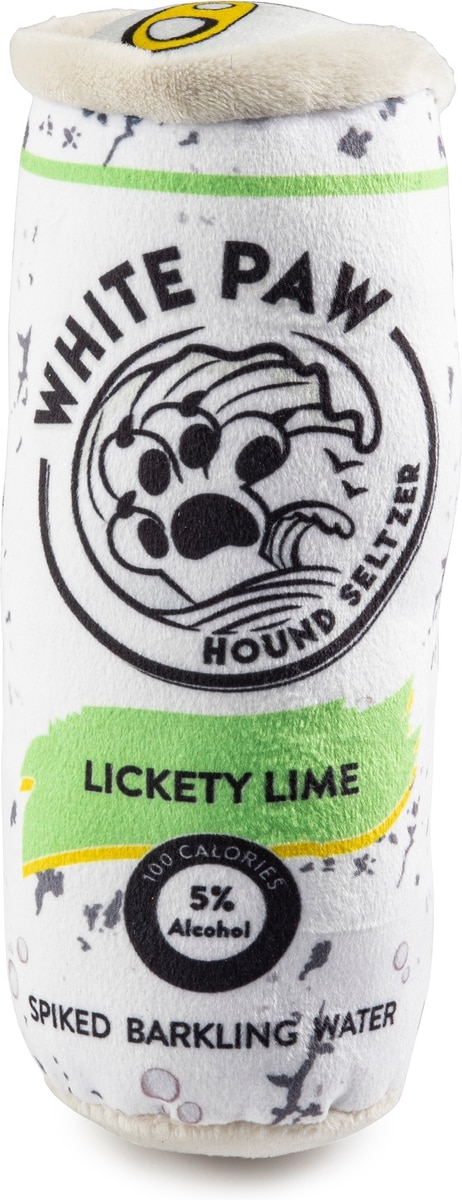 WHITE PAW
HOUND SELTZER
LICKETY LIME
100 CALORIES
5%
Alcohol
SPIKED BARKLING WATER